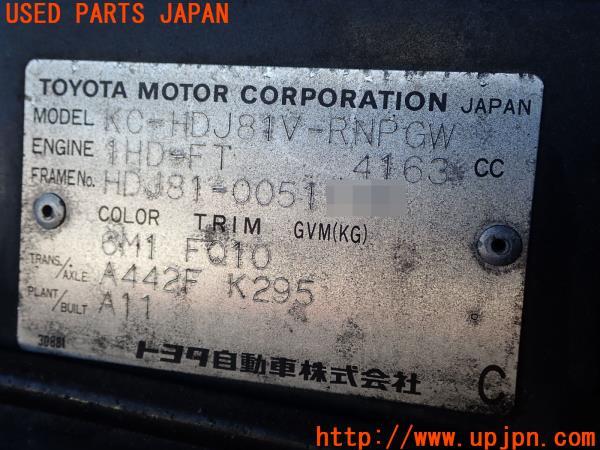 USED PARTS JAPAN
TOYOTA MOTOR CORPORATION JAPAN
MODEL KC-HDJ81V-RNPGW
ENGINE 1HD-FT 4163 CC
FRAME No. HDJ81-0051
COLOR TRIM GVM(KG)
6M1 FQ10
TRANS./AXLE A442F K295
PLANT/BUILT A11
30881
トヨタ自動車株式会社 C
http://www.upjpn.com